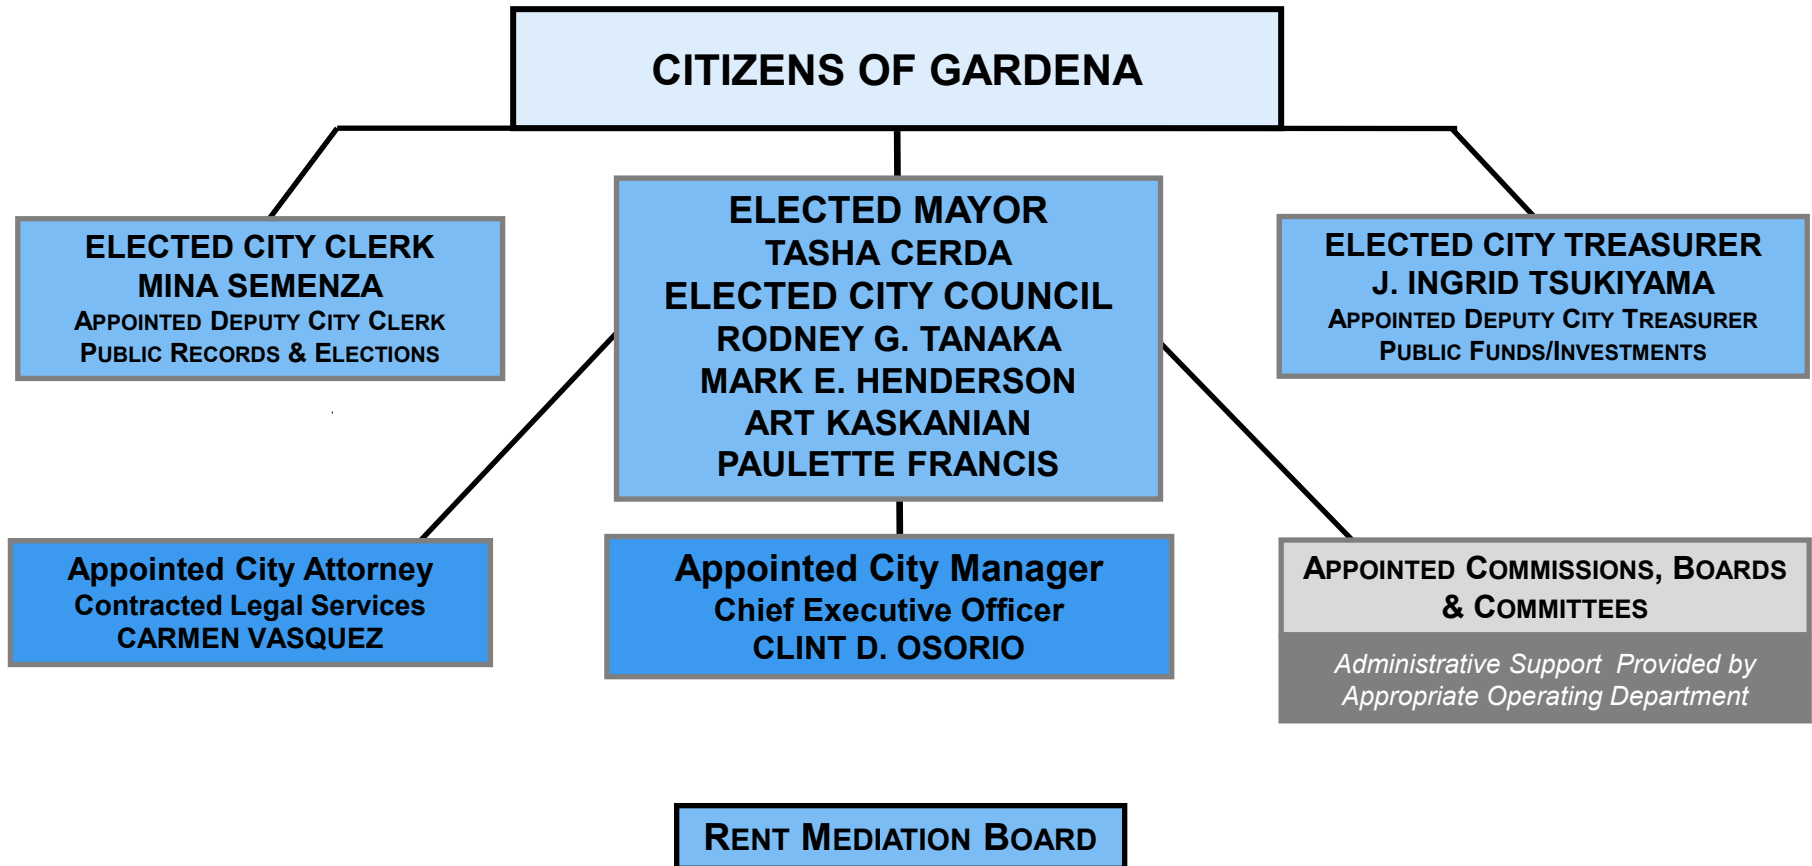 CITIZENS OF GARDENA
ELECTED CITY CLERK
MINA SEMENZA
APPOINTED DEPUTY CITY CLERK
PUBLIC RECORDS & ELECTIONS
ELECTED MAYOR
TASHA CERDA
ELECTED CITY COUNCIL
RODNEY G. TANAKA
MARK E. HENDERSON
ART KASKANIAN
PAULETTE FRANCIS
ELECTED CITY TREASURER
J. INGRID TSUKIYAMA
APPOINTED DEPUTY CITY TREASURER
PUBLIC FUNDS/INVESTMENTS
Appointed City Attorney
Contracted Legal Services
CARMEN VASQUEZ
Appointed City Manager
Chief Executive Officer
CLINT D. OSORIO
APPOINTED COMMISSIONS, BOARDS
& COMMITTEES
Administrative Support Provided by
Appropriate Operating Department
RENT MEDIATION BOARD